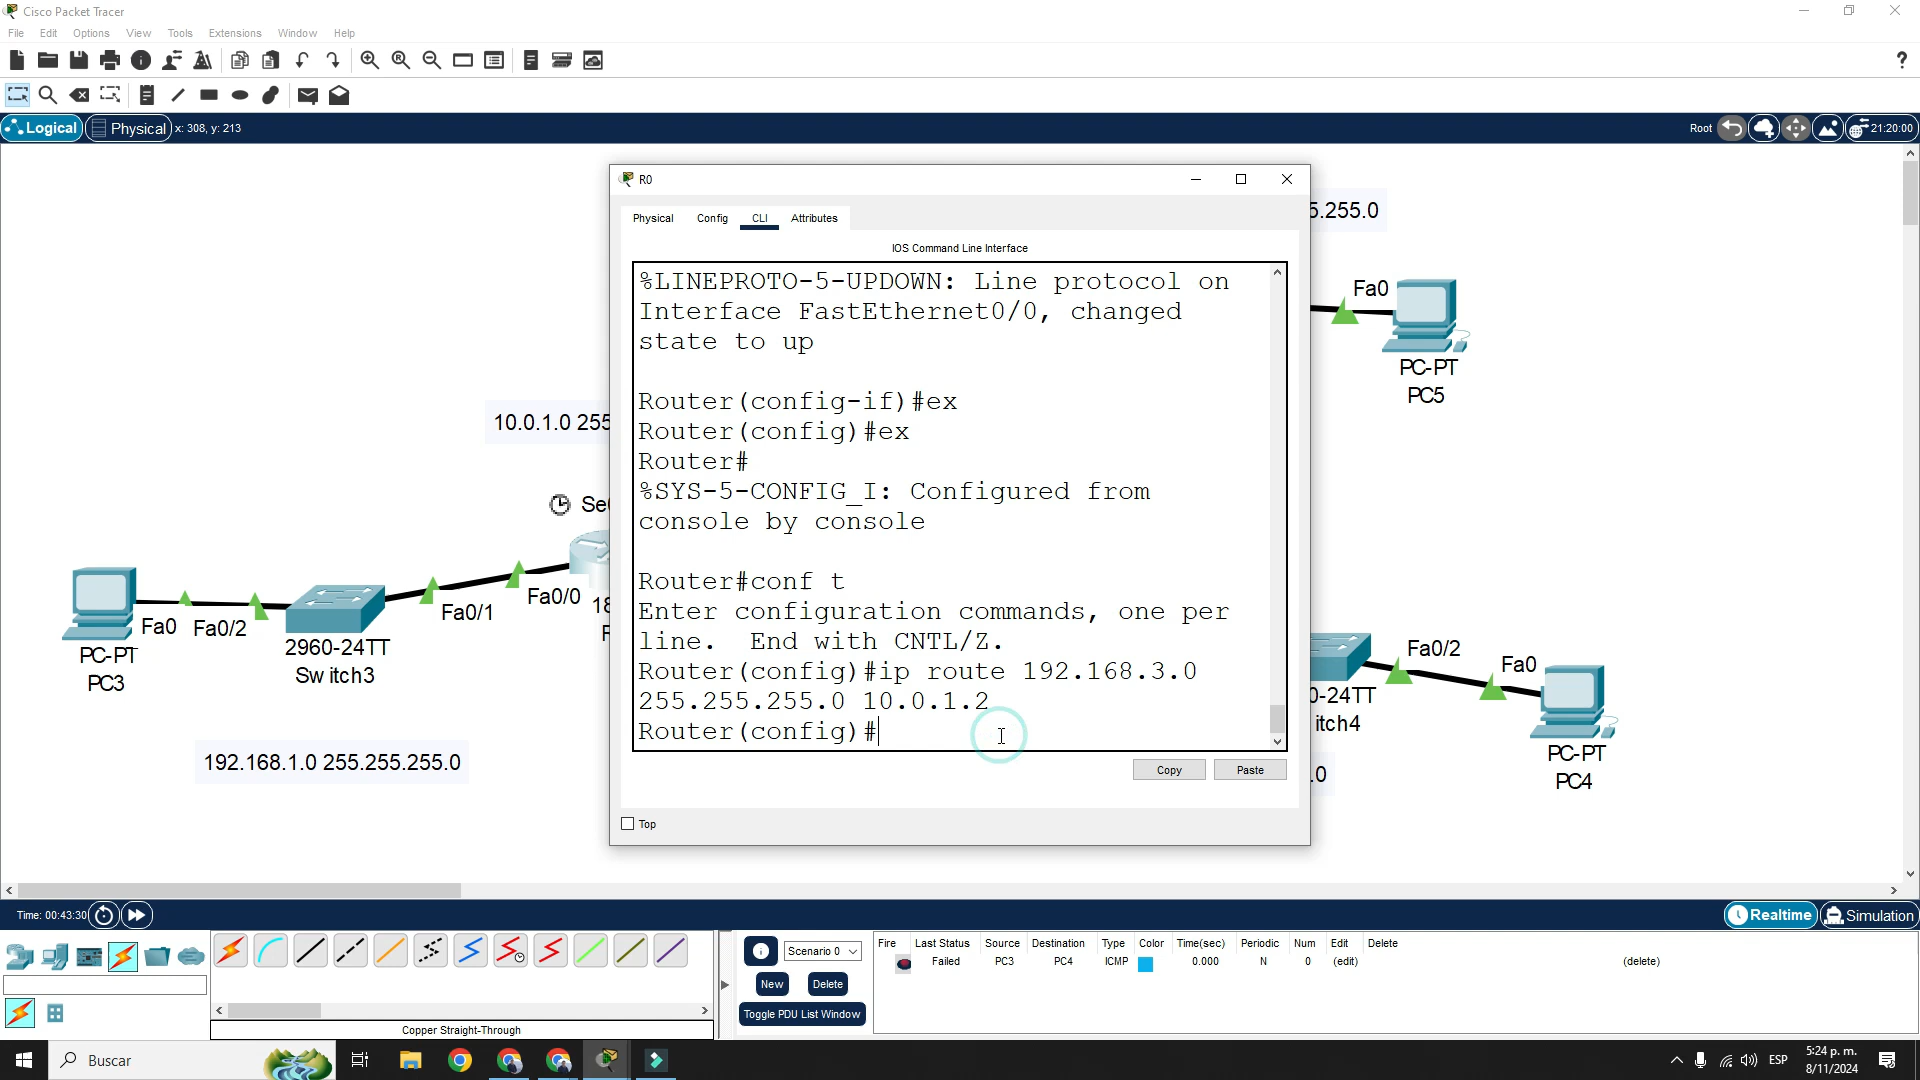 Cisco Packet Tracer
File Edit Options View Tools Extensions Window Help
?
Logical Physical x: 308, y: 213
Root 21:20:00
R0
Physical Config CLI Attributes
IOS Command Line Interface
%LINEPROTO-5-UPDOWN: Line protocol on
Interface FastEthernet0/0, changed
state to up
Router(config-if)#ex
Router(config)#ex
Router#
%SYS-5-CONFIG_I: Configured from
console by console
Router#conf t
Enter configuration commands, one per
line.  End with CNTL/Z.
Router(config)#ip route 192.168.3.0
255.255.255.0 10.0.1.2
Router(config)#
Copy Paste
Top
10.0.1.0 255
Se
Fa0/0
18
Fa0/1
Fa0 Fa0/2
PC-PT
PC3
2960-24TT
Switch3
192.168.1.0 255.255.255.0
5.255.0
Fa0
PC-PT
PC5
Fa0/2
Fa0
0-24TT
itch4
.0
PC-PT
PC4
Time: 00:43:30
Realtime Simulation
Copper Straight-Through
Scenario 0
New Delete
Toggle PDU List Window
Fire Last Status Source Destination Type Color Time(sec) Periodic Num Edit Delete
Failed PC3 PC4 ICMP 0.000 N 0 (edit) (delete)
Buscar
ESP
5:24 p. m.
8/11/2024